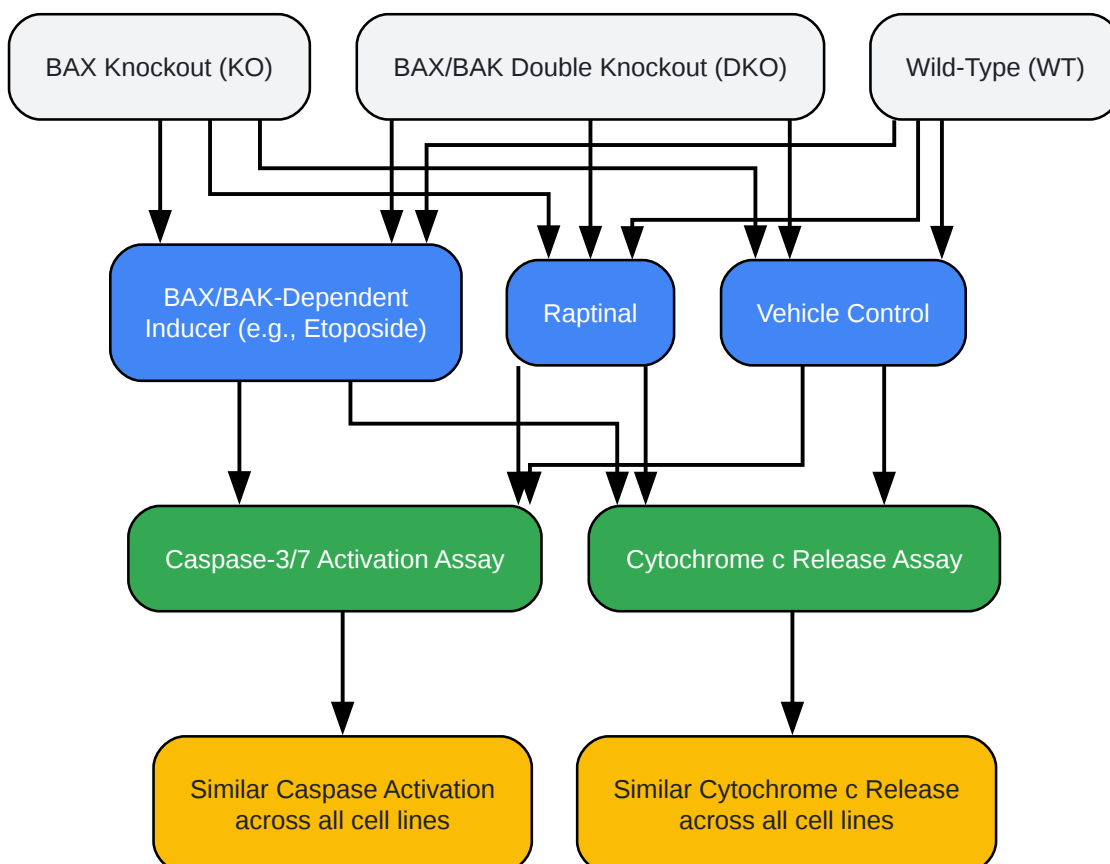 BAX Knockout (KO)
BAX/BAK Double Knockout (DKO)
Wild-Type (WT)
BAX/BAK-Dependent
Inducer (e.g., Etoposide)
Raptinal
Vehicle Control
Caspase-3/7 Activation Assay
Cytochrome c Release Assay
Similar Caspase Activation
across all cell lines
Similar Cytochrome c Release
across all cell lines